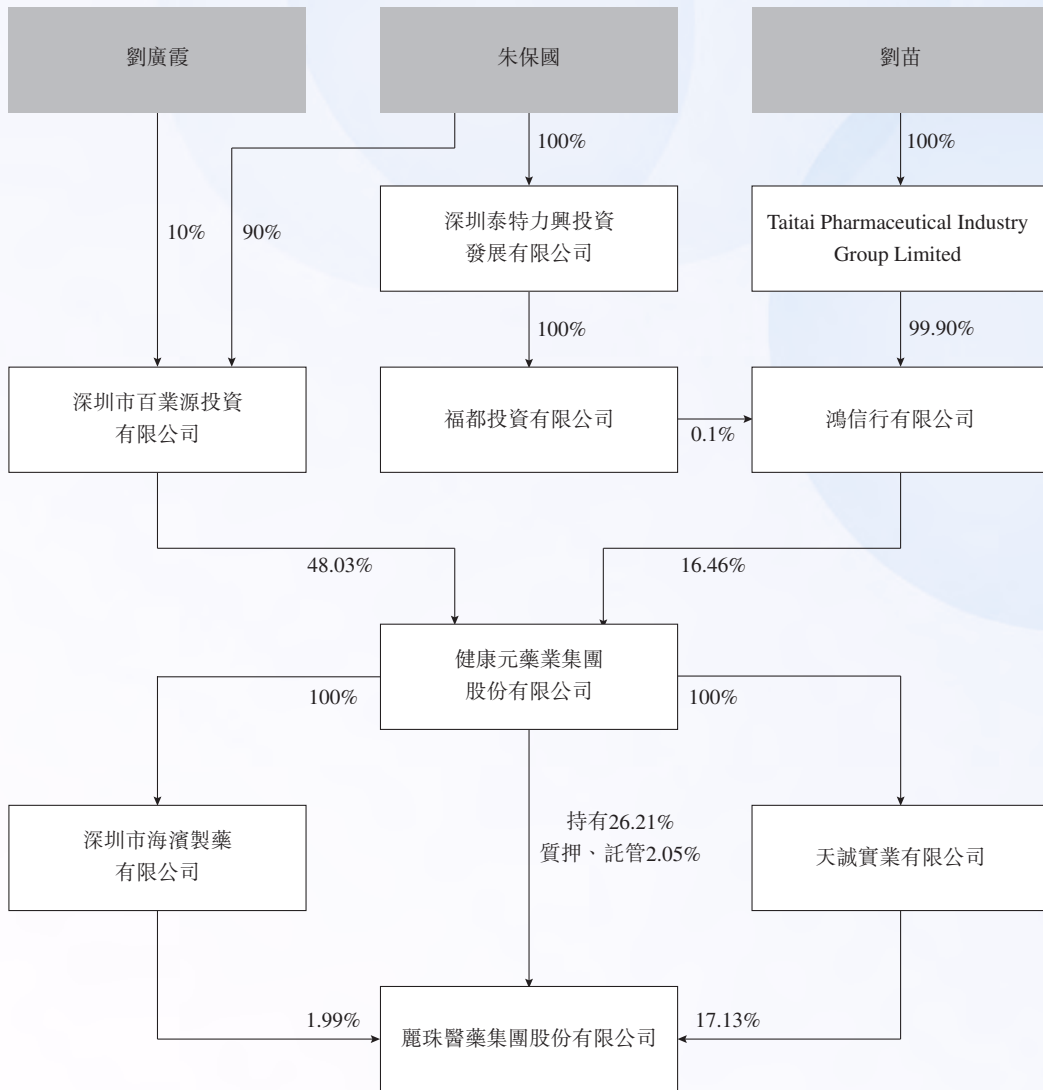 劉廣霞
朱保國
劉苗
100%
100%
10%
90%
深圳泰特力興投資
發展有限公司
Taitai Pharmaceutical Industry
Group Limited
100%
99.90%
深圳市百業源投資
有限公司
福都投資有限公司
0.1%
鴻信行有限公司
48.03%
16.46%
健康元藥業集團
股份有限公司
100%
100%
深圳市海濱製藥
有限公司
持有26.21%
質押、託管2.05%
天誠實業有限公司
1.99%
麗珠醫藥集團股份有限公司
17.13%